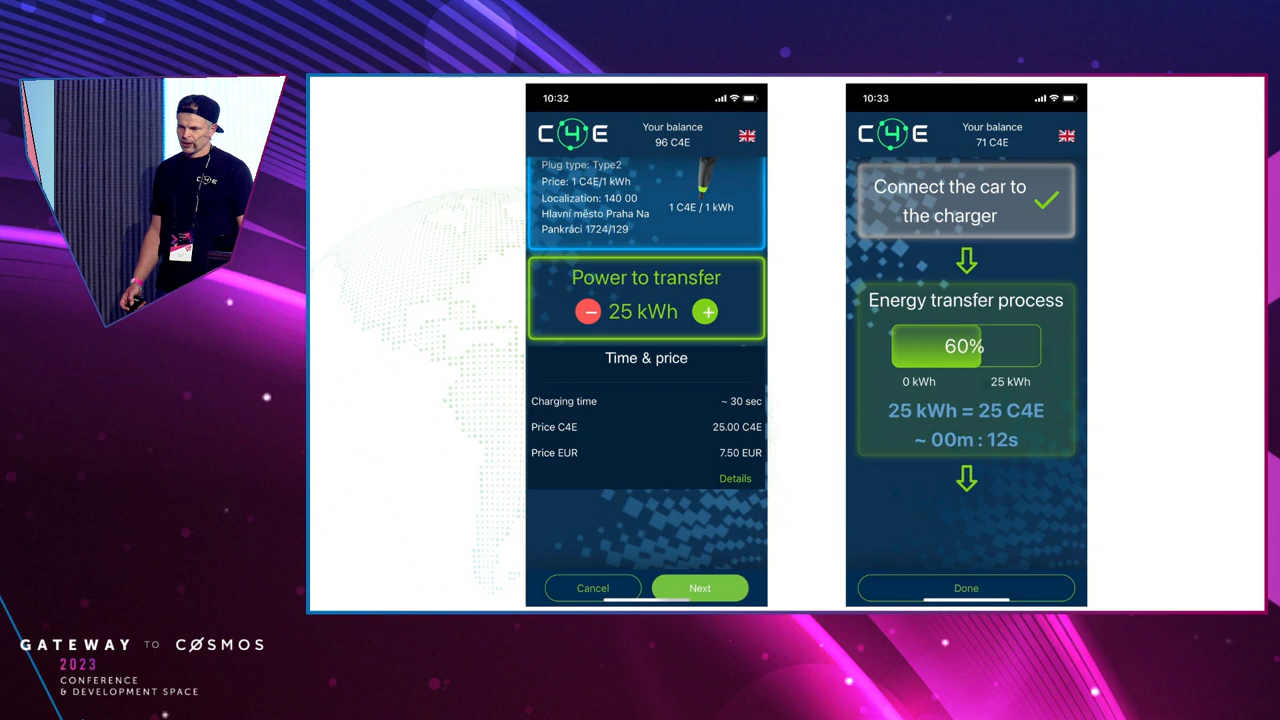 10:32
C4E
Your balance
96 C4E
Plug type: Type2
Price: 1 C4E/1 kWh
Localization: 140 00
Hlavní město Praha Na
Pankráci 1724/129
1 C4E / 1 kWh
Power to transfer
− 25 kWh +
Time & price
Charging time ~ 30 sec
Price C4E 25.00 C4E
Price EUR 7.50 EUR
Details
Cancel Next
10:33
C4E
Your balance
71 C4E
Connect the car to
the charger
Energy transfer process
60%
0 kWh 25 kWh
25 kWh = 25 C4E
~ 00m : 12s
Done
C4E
GATEWAY TO COSMOS
2023
CONFERENCE
& DEVELOPMENT SPACE